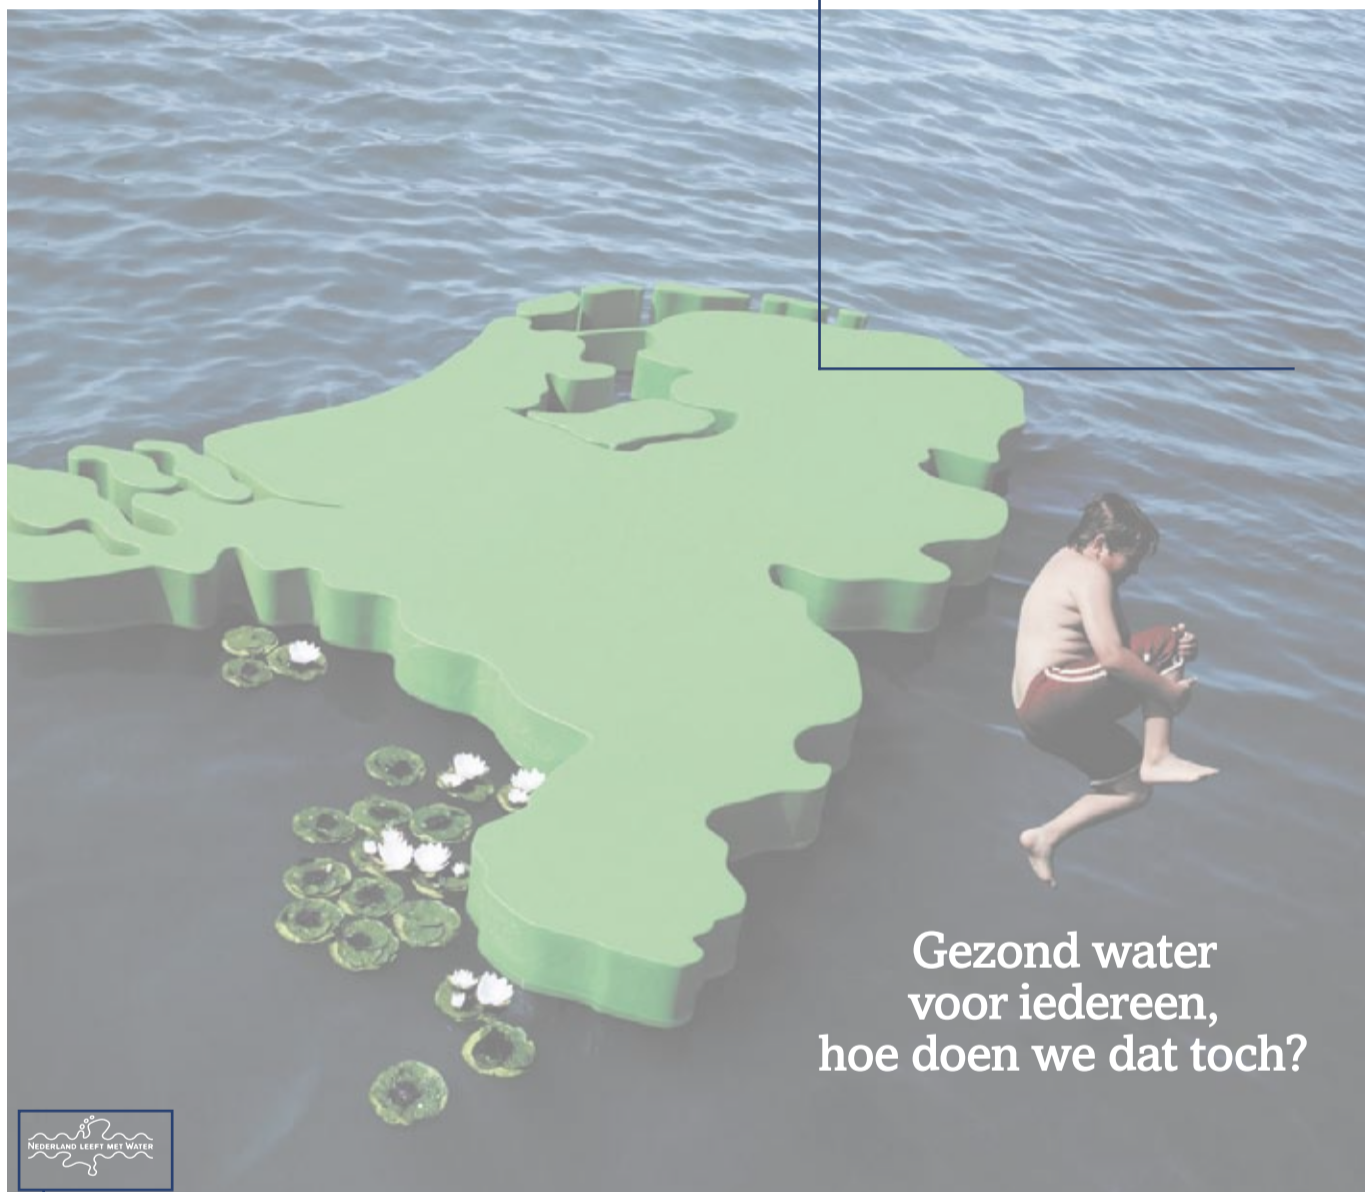 Gezond water
voor iedereen,
hoe doen we dat toch?
NEDERLAND LEEFT MET WATER